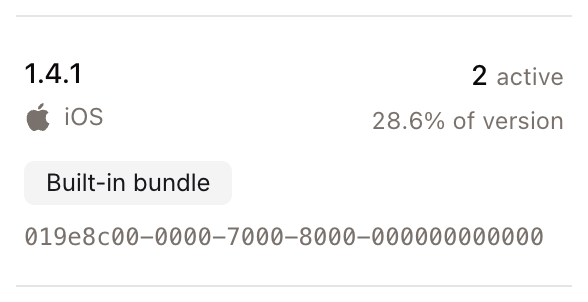 1.4.1
2 active
iOS
28.6% of version
Built-in bundle
019e8c00-0000-7000-8000-000000000000